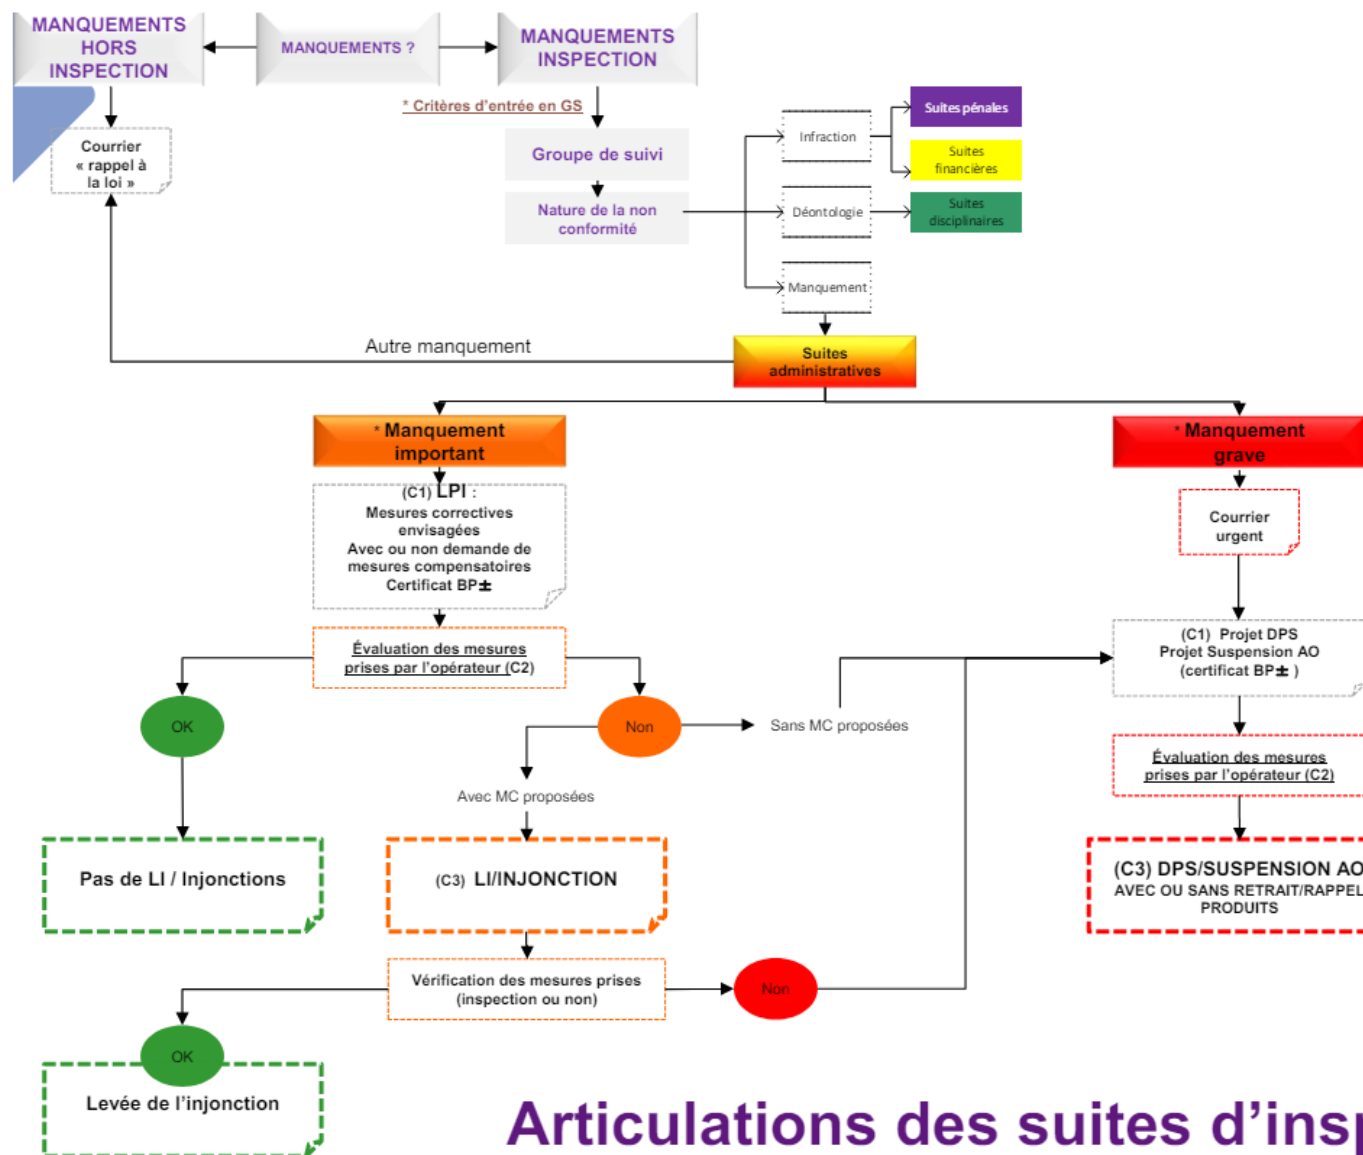 MANQUEMENTS
HORS
INSPECTION
MANQUEMENTS ?
MANQUEMENTS
INSPECTION
* Critères d'entrée en GS
Courrier
« rappel à
la loi »
Groupe de suivi
Nature de la non
conformité
Infraction
Déontologie
Manquement
Suites pénales
Suites
financières
Suites
disciplinaires
Autre manquement
Suites
administratives
* Manquement
important
* Manquement
grave
(C1) LPI :
Mesures correctives
envisagées
Avec ou non demande de
mesures compensatoires
Certificat BP±
Courrier
urgent
Évaluation des mesures
prises par l'opérateur (C2)
(C1) Projet DPS
Projet Suspension AO
(certificat BP± )
OK
Non
Sans MC proposées
Avec MC proposées
Évaluation des mesures
prises par l'opérateur (C2)
Pas de LI / Injonctions
(C3) LI/INJONCTION
(C3) DPS/SUSPENSION AO
AVEC OU SANS RETRAIT/RAPPEL
PRODUITS
Vérification des mesures prises
(inspection ou non)
Non
OK
Levée de l'injonction
Articulations des suites d'insp